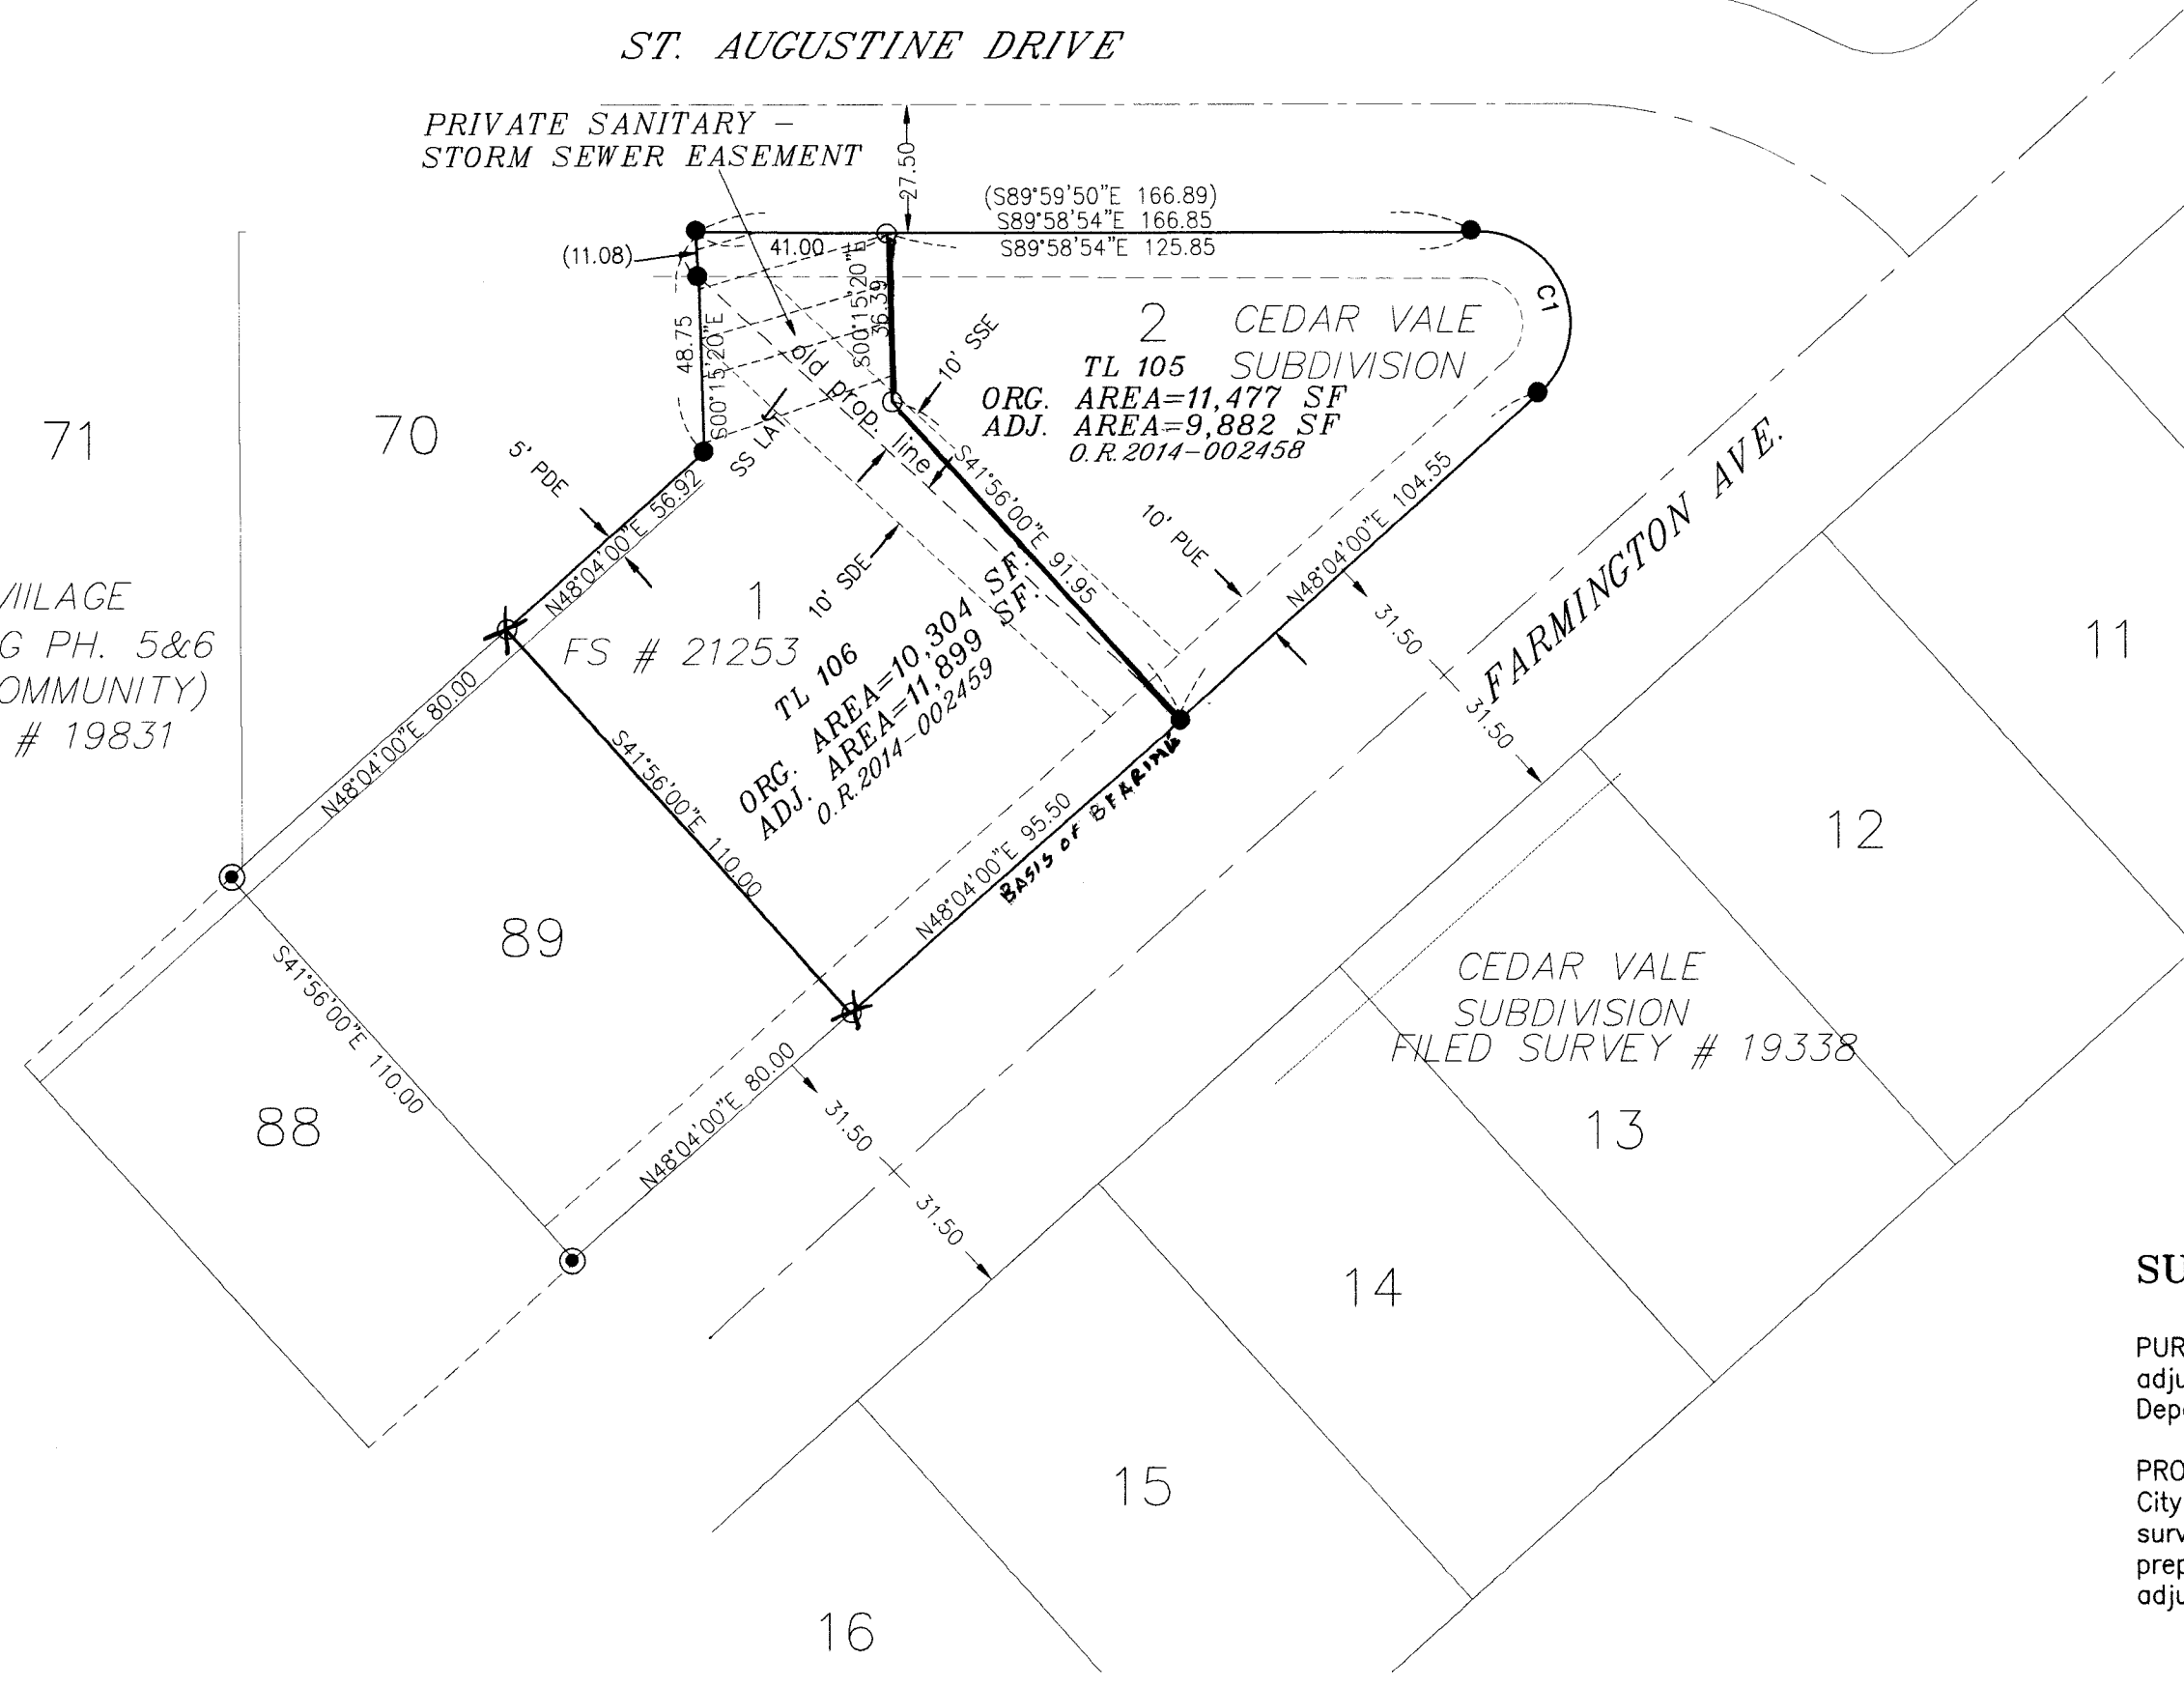 ST. AUGUSTINE DRIVE
PRIVATE SANITARY –
STORM SEWER EASEMENT
27.50
(S89°59'50"E 166.89)
S89°58'54"E 166.85
S89°58'54"E 125.85
41.00
(11.08)
48.75
S00°15'20"E
S00°15'20"E
36.39
C1
2
CEDAR VALE
SUBDIVISION
TL 105
ORG. AREA=11,477 SF
ADJ. AREA=9,882 SF
O.R.2014-002458
10' SSE
old prop. line
SS LAT
71
70
5' PDE
N48°04'00"E 56.92
S41°56'00"E 91.95
10' PUE
N48°04'00"E 104.55
FARMINGTON AVE.
31.50
31.50
11
VIILAGE
G PH. 5&6
OMMUNITY)
# 19831
1
FS # 21253
10' SDE
TL 106
ORG. AREA=10,304 SF.
ADJ. AREA=11,899 SF.
O.R.2014-002459
N48°04'00"E 80.00
S41°56'00"E 110.00
N48°04'00"E 95.50
BASIS OF BEARING
12
89
S41°56'00"E 110.00
CEDAR VALE
SUBDIVISION
FILED SURVEY # 19338
88
N48°04'00"E 80.00
31.50
31.50
13
14
15
16
SU
PUR
adju
Dep
PRO
City
surv
prep
adju